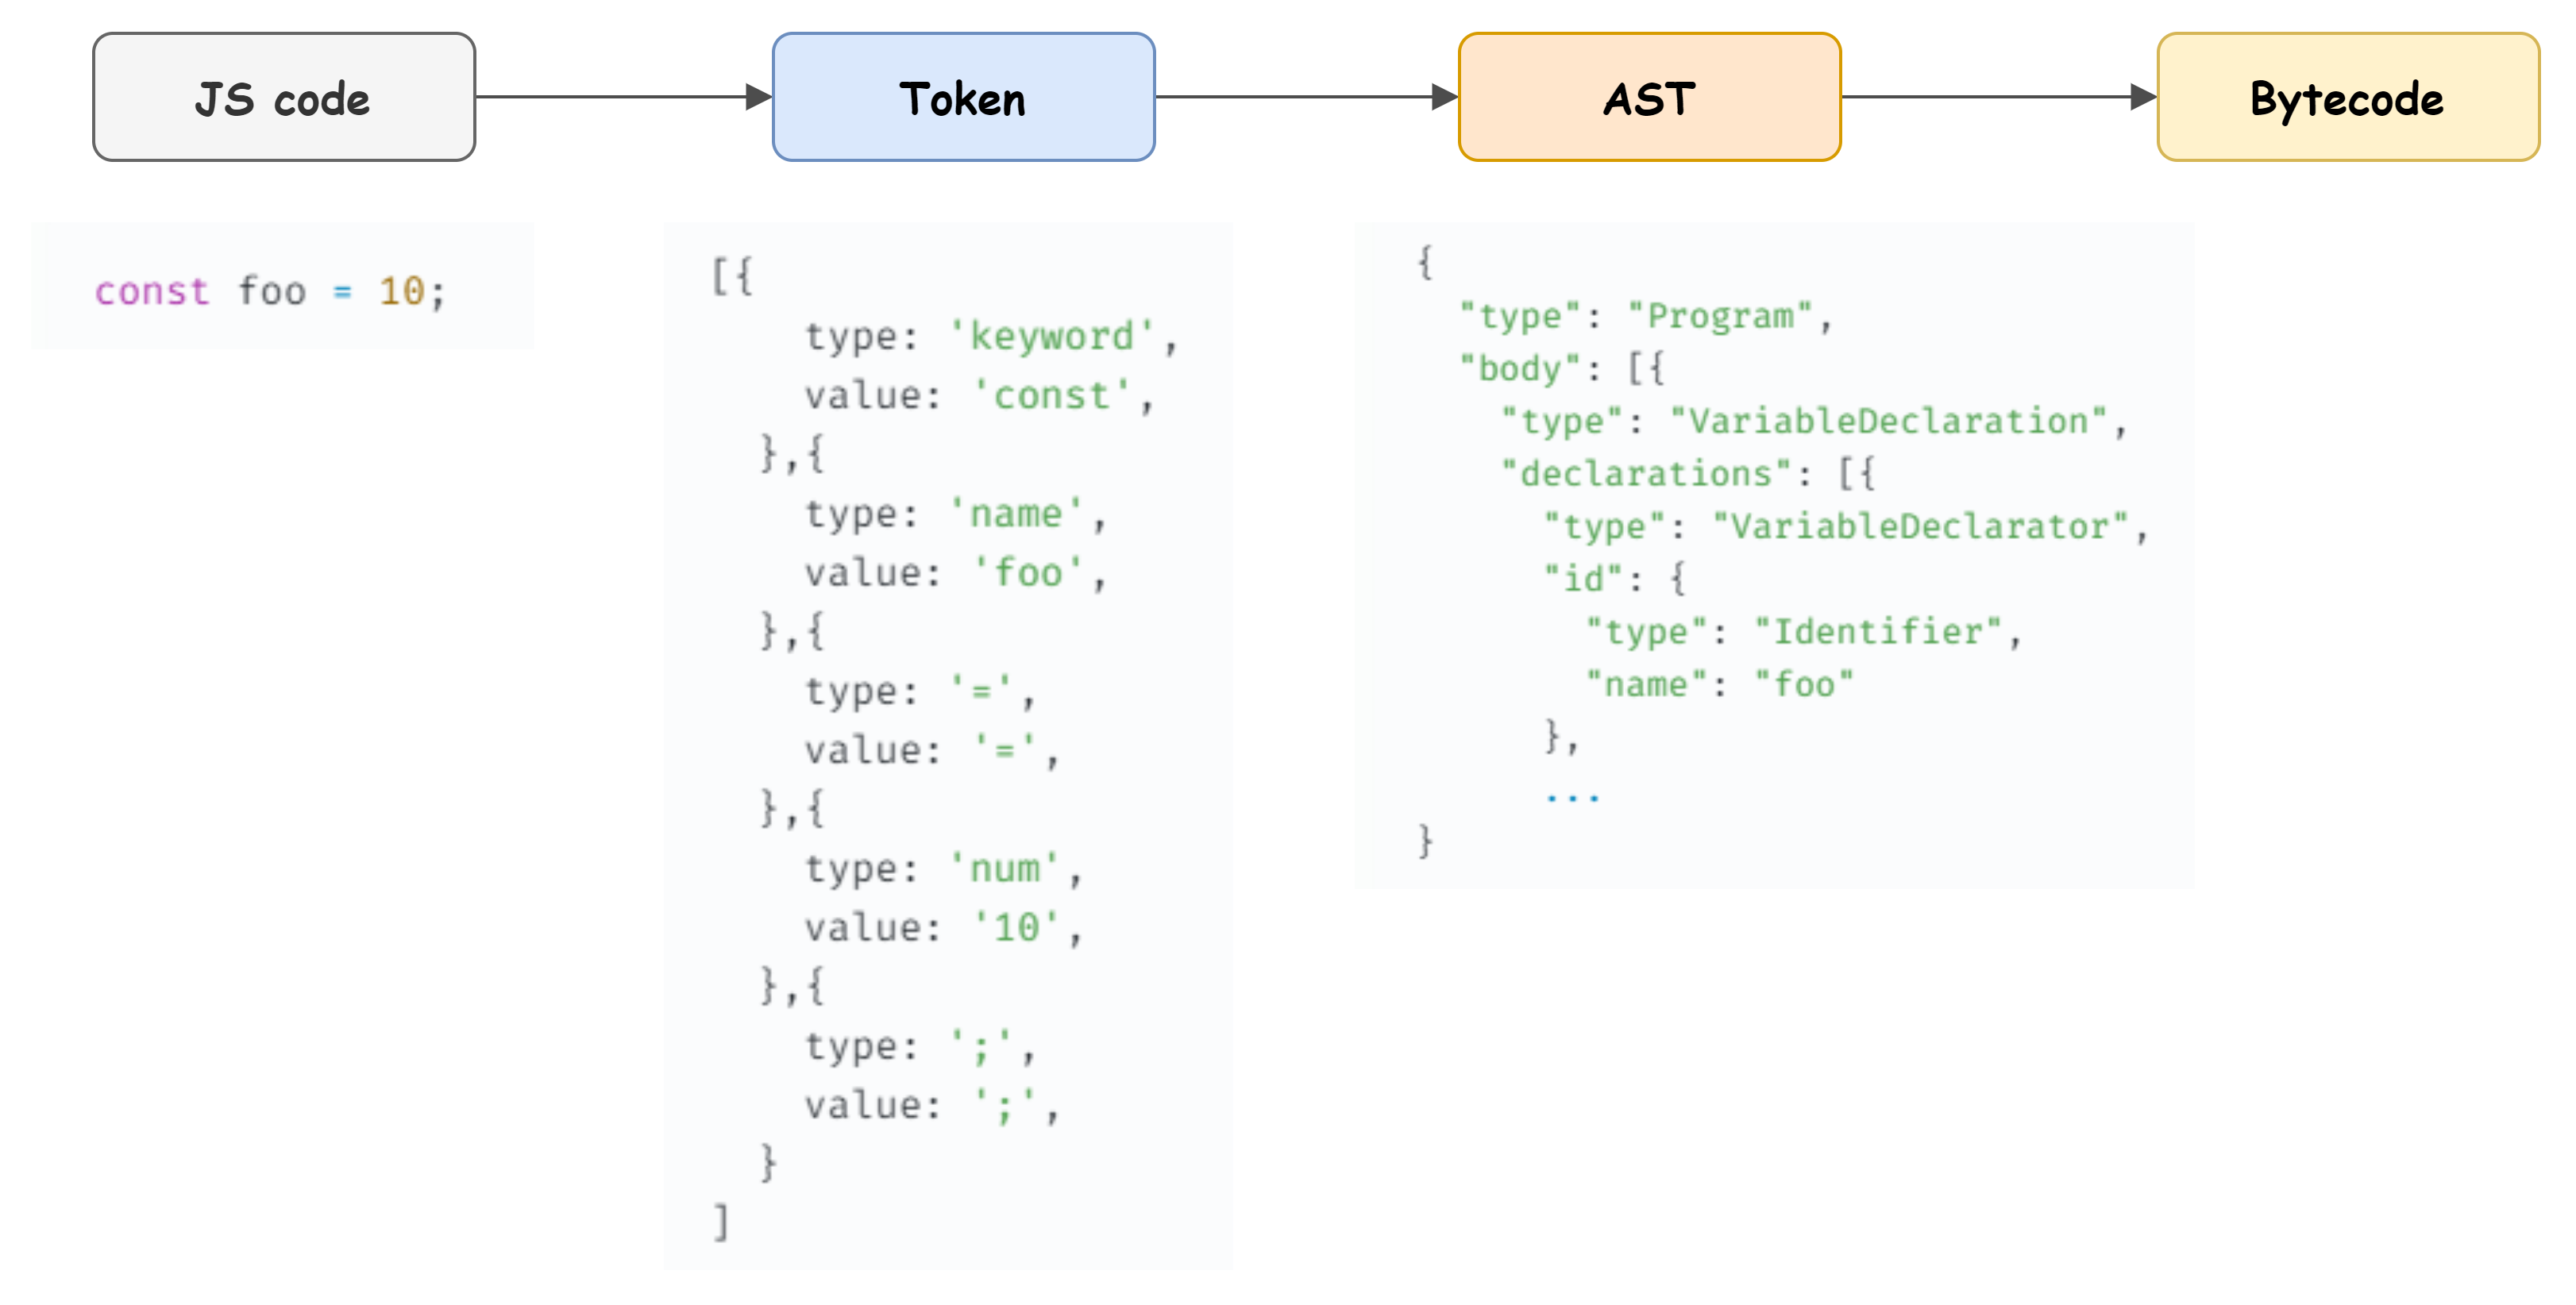 JS code
Token
AST
Bytecode
const foo = 10;
[{
type: 'keyword',
value: 'const',
},{
type: 'name',
value: 'foo',
},{
type: '=',
value: '=',
},{
type: 'num',
value: '10',
},{
type: ';',
value: ';',
}
]
{
"type": "Program",
"body": [{
"type": "VariableDeclaration",
"declarations": [{
"type": "VariableDeclarator",
"id": {
"type": "Identifier",
"name": "foo"
},
...
}